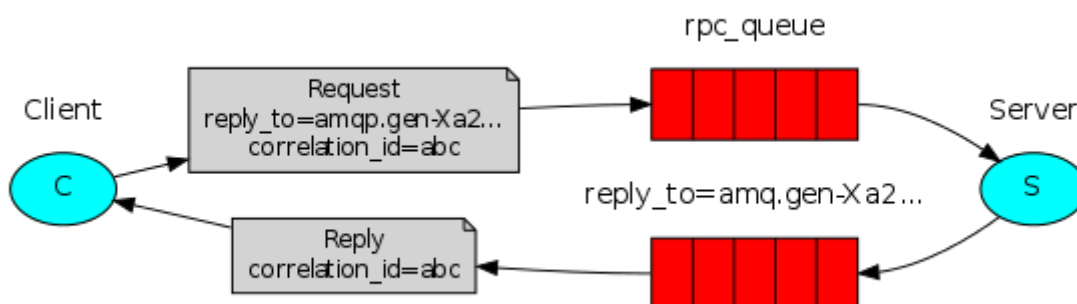 rpc_queue
Client
Request
reply_to=amqp.gen-Xa2...
correlation_id=abc
Server
C
S
reply_to=amq.gen-Xa2...
Reply
correlation_id=abc